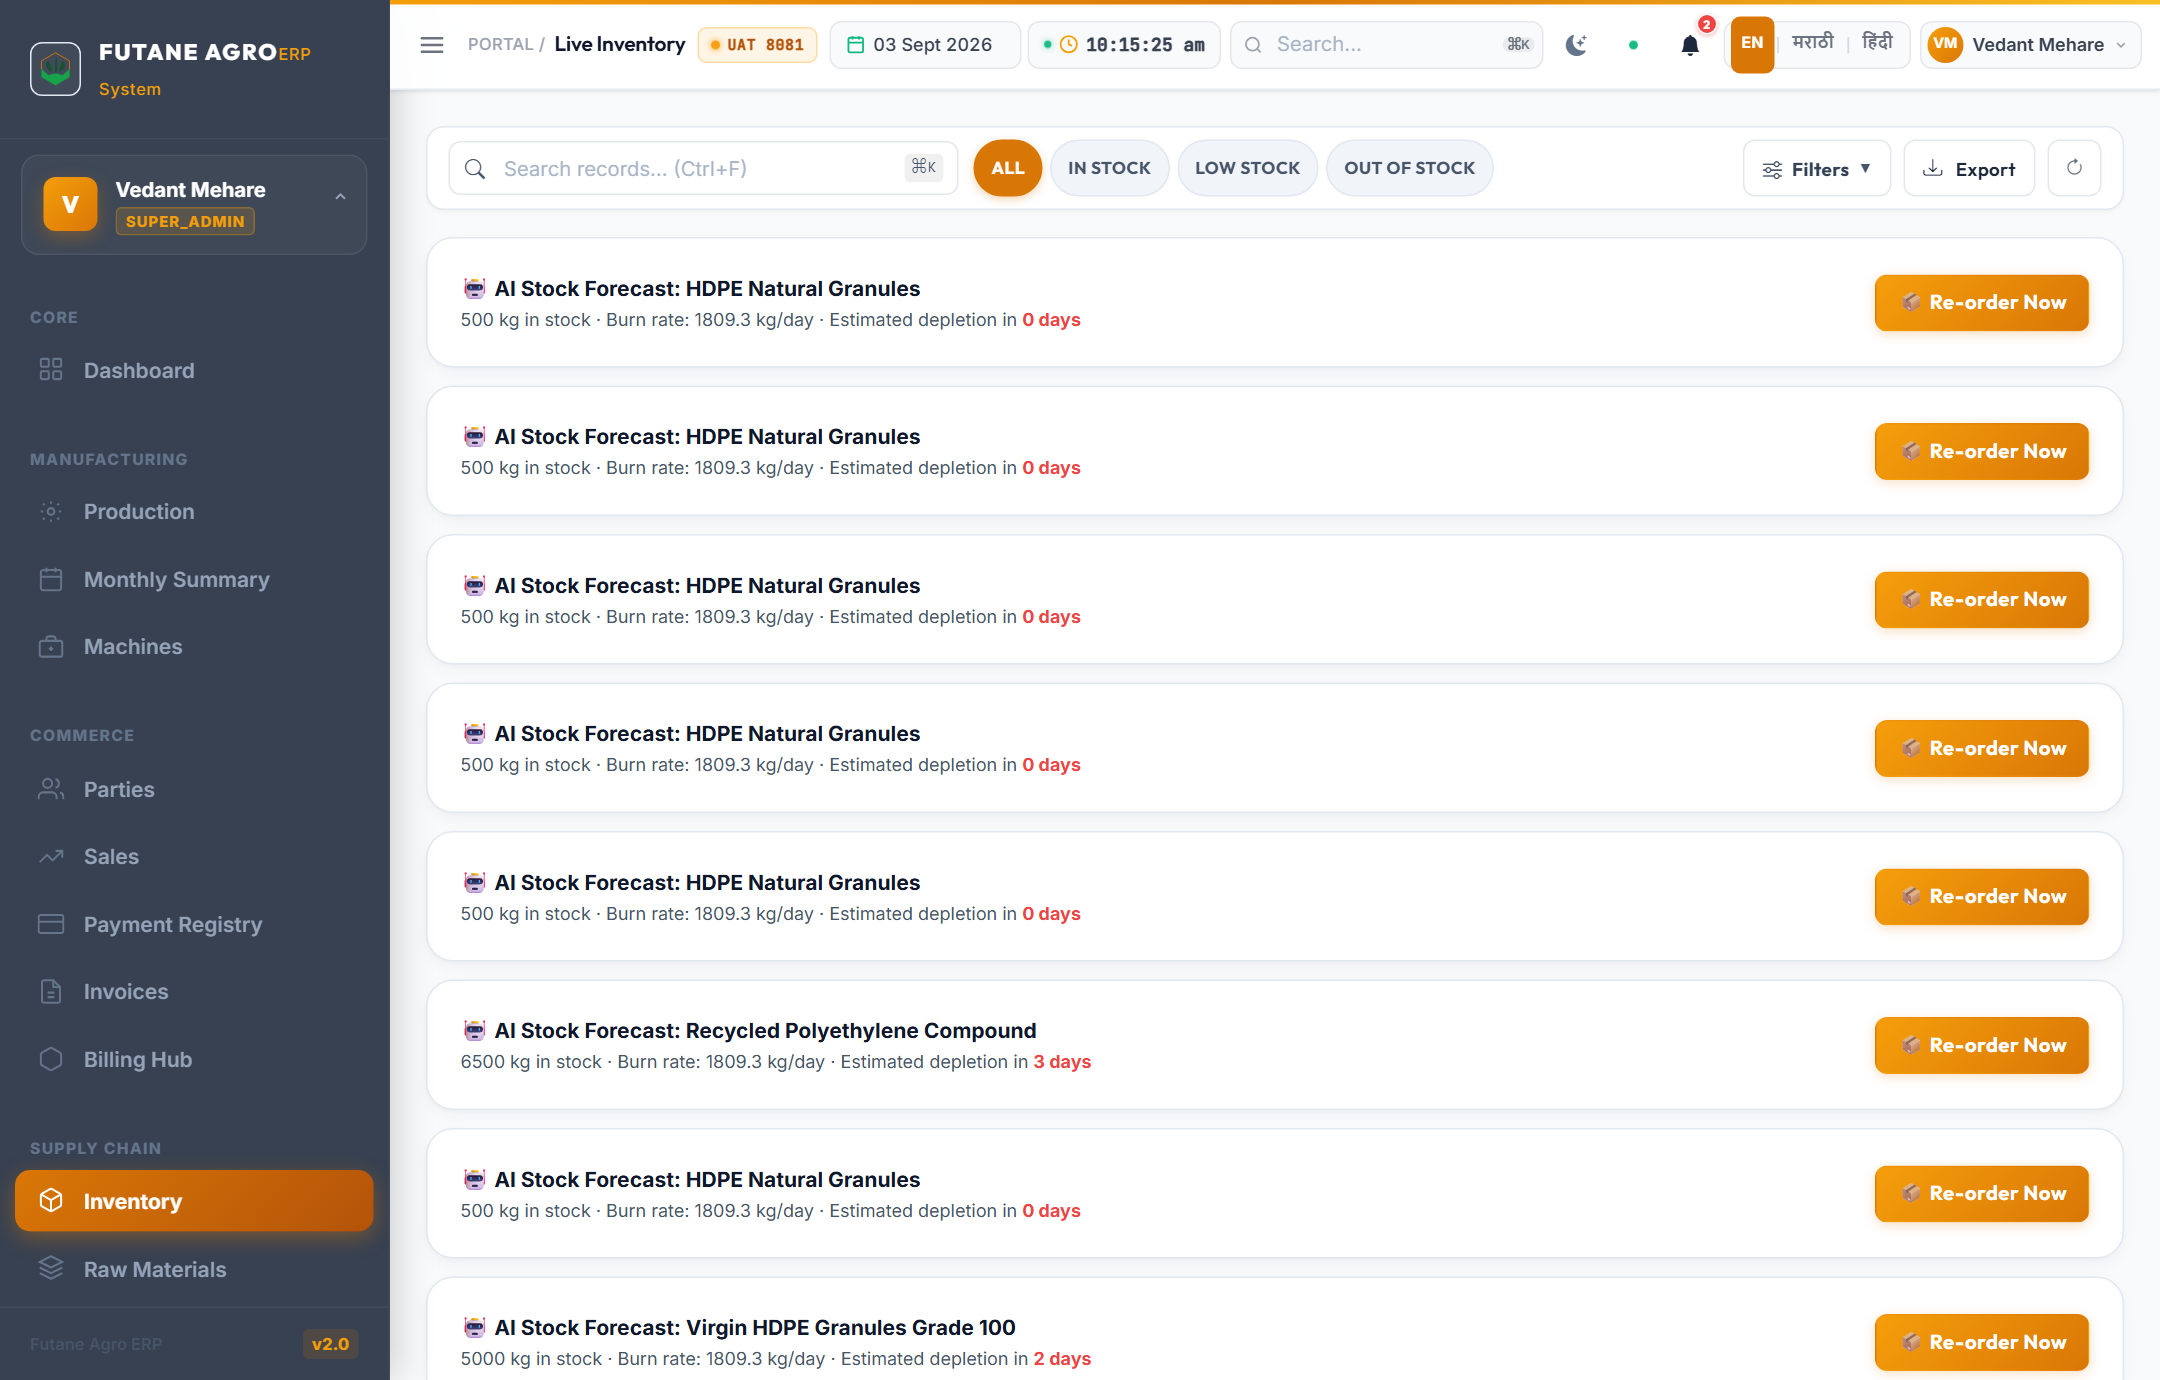 FUTANE AGROERP
System
Vedant Mehare
SUPER_ADMIN
V
CORE
Dashboard
MANUFACTURING
Production
Monthly Summary
Machines
COMMERCE
Parties
Sales
Payment Registry
Invoices
Billing Hub
SUPPLY CHAIN
Inventory
Raw Materials
Futane Agro ERP v2.0
PORTAL / Live Inventory UAT 8081 03 Sept 2026 10:15:25 am Search... ⌘K 2 EN | मराठी | हिंदी VM Vedant Mehare
Search records... (Ctrl+F) ⌘K ALL IN STOCK LOW STOCK OUT OF STOCK Filters ▼ Export
AI Stock Forecast: HDPE Natural Granules
500 kg in stock · Burn rate: 1809.3 kg/day · Estimated depletion in 0 days
Re-order Now
AI Stock Forecast: HDPE Natural Granules
500 kg in stock · Burn rate: 1809.3 kg/day · Estimated depletion in 0 days
Re-order Now
AI Stock Forecast: HDPE Natural Granules
500 kg in stock · Burn rate: 1809.3 kg/day · Estimated depletion in 0 days
Re-order Now
AI Stock Forecast: HDPE Natural Granules
500 kg in stock · Burn rate: 1809.3 kg/day · Estimated depletion in 0 days
Re-order Now
AI Stock Forecast: HDPE Natural Granules
500 kg in stock · Burn rate: 1809.3 kg/day · Estimated depletion in 0 days
Re-order Now
AI Stock Forecast: Recycled Polyethylene Compound
6500 kg in stock · Burn rate: 1809.3 kg/day · Estimated depletion in 3 days
Re-order Now
AI Stock Forecast: HDPE Natural Granules
500 kg in stock · Burn rate: 1809.3 kg/day · Estimated depletion in 0 days
Re-order Now
AI Stock Forecast: Virgin HDPE Granules Grade 100
5000 kg in stock · Burn rate: 1809.3 kg/day · Estimated depletion in 2 days
Re-order Now